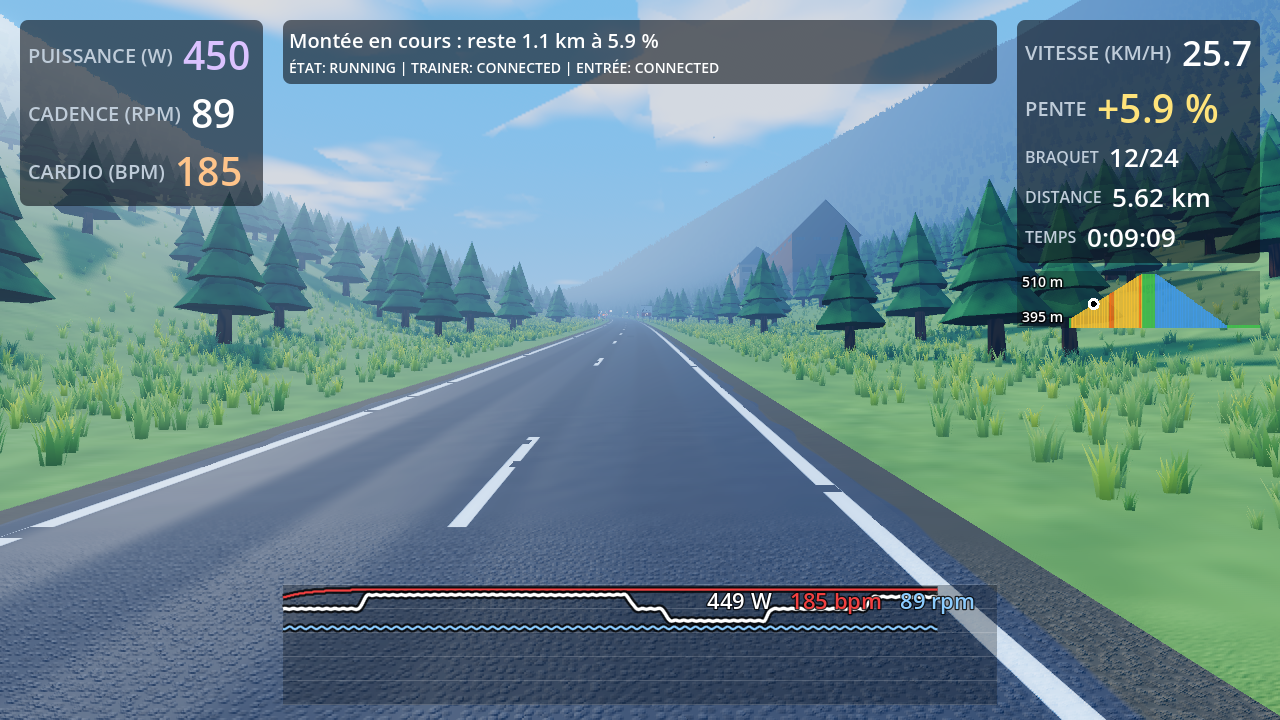 PUISSANCE (W) 450
CADENCE (RPM) 89
CARDIO (BPM) 185
Montée en cours : reste 1.1 km à 5.9 %
ÉTAT: RUNNING | TRAINER: CONNECTED | ENTRÉE: CONNECTED
VITESSE (KM/H) 25.7
PENTE +5.9 %
BRAQUET 12/24
DISTANCE 5.62 km
TEMPS 0:09:09
510 m
395 m
449 W 185 bpm 89 rpm